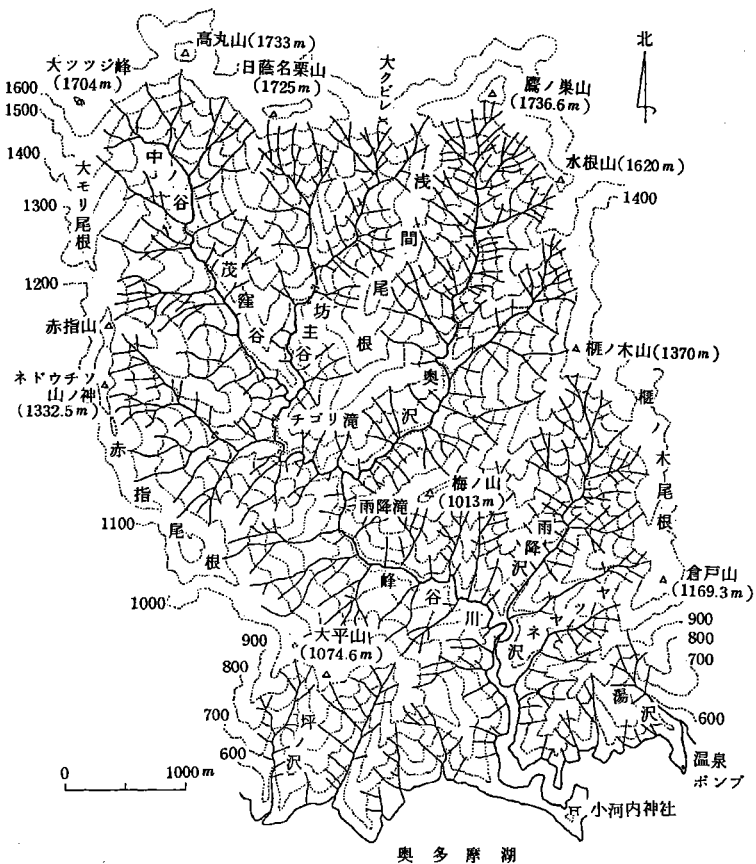 高丸山(1733m)
北
大ツツジ峰
(1704m)
日蔭名栗山
(1725m)
大クビレ
鷹ノ巣山
(1736.6m)
1600
1500
1400
1300
1200
大モリ尾根
中ノ谷
浅間尾根
水根山(1620m)
1400
茂窪谷
坊主谷
赤指山
ネドウチソ
山ノ神
(1332.5m)
榧ノ木山(1370m)
奥沢
チゴリ滝
榧ノ木尾根
赤指尾根
梅ノ山
(1013m)
雨降滝
雨降沢
1100
1000
峰谷川
倉戸山
(1169.3m)
ヤヤツネ沢
900
800
700
600
大平山
(1074.6m)
900
800
700
600
坪ノ沢
湯沢
温泉
ポンプ
0
1000m
小河内神社
奥多摩湖